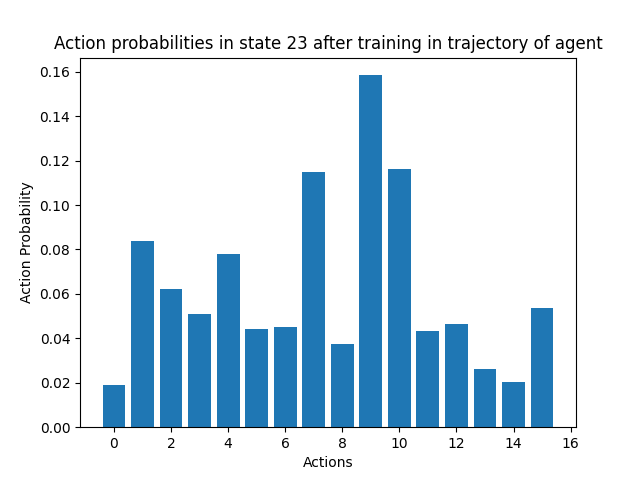 Action probabilities in state 23 after training in trajectory of agent
0.16
0.14
0.12
0.10
0.08
0.06
0.04
0.02
0.00
Action Probability
0 2 4 6 8 10 12 14 16
Actions